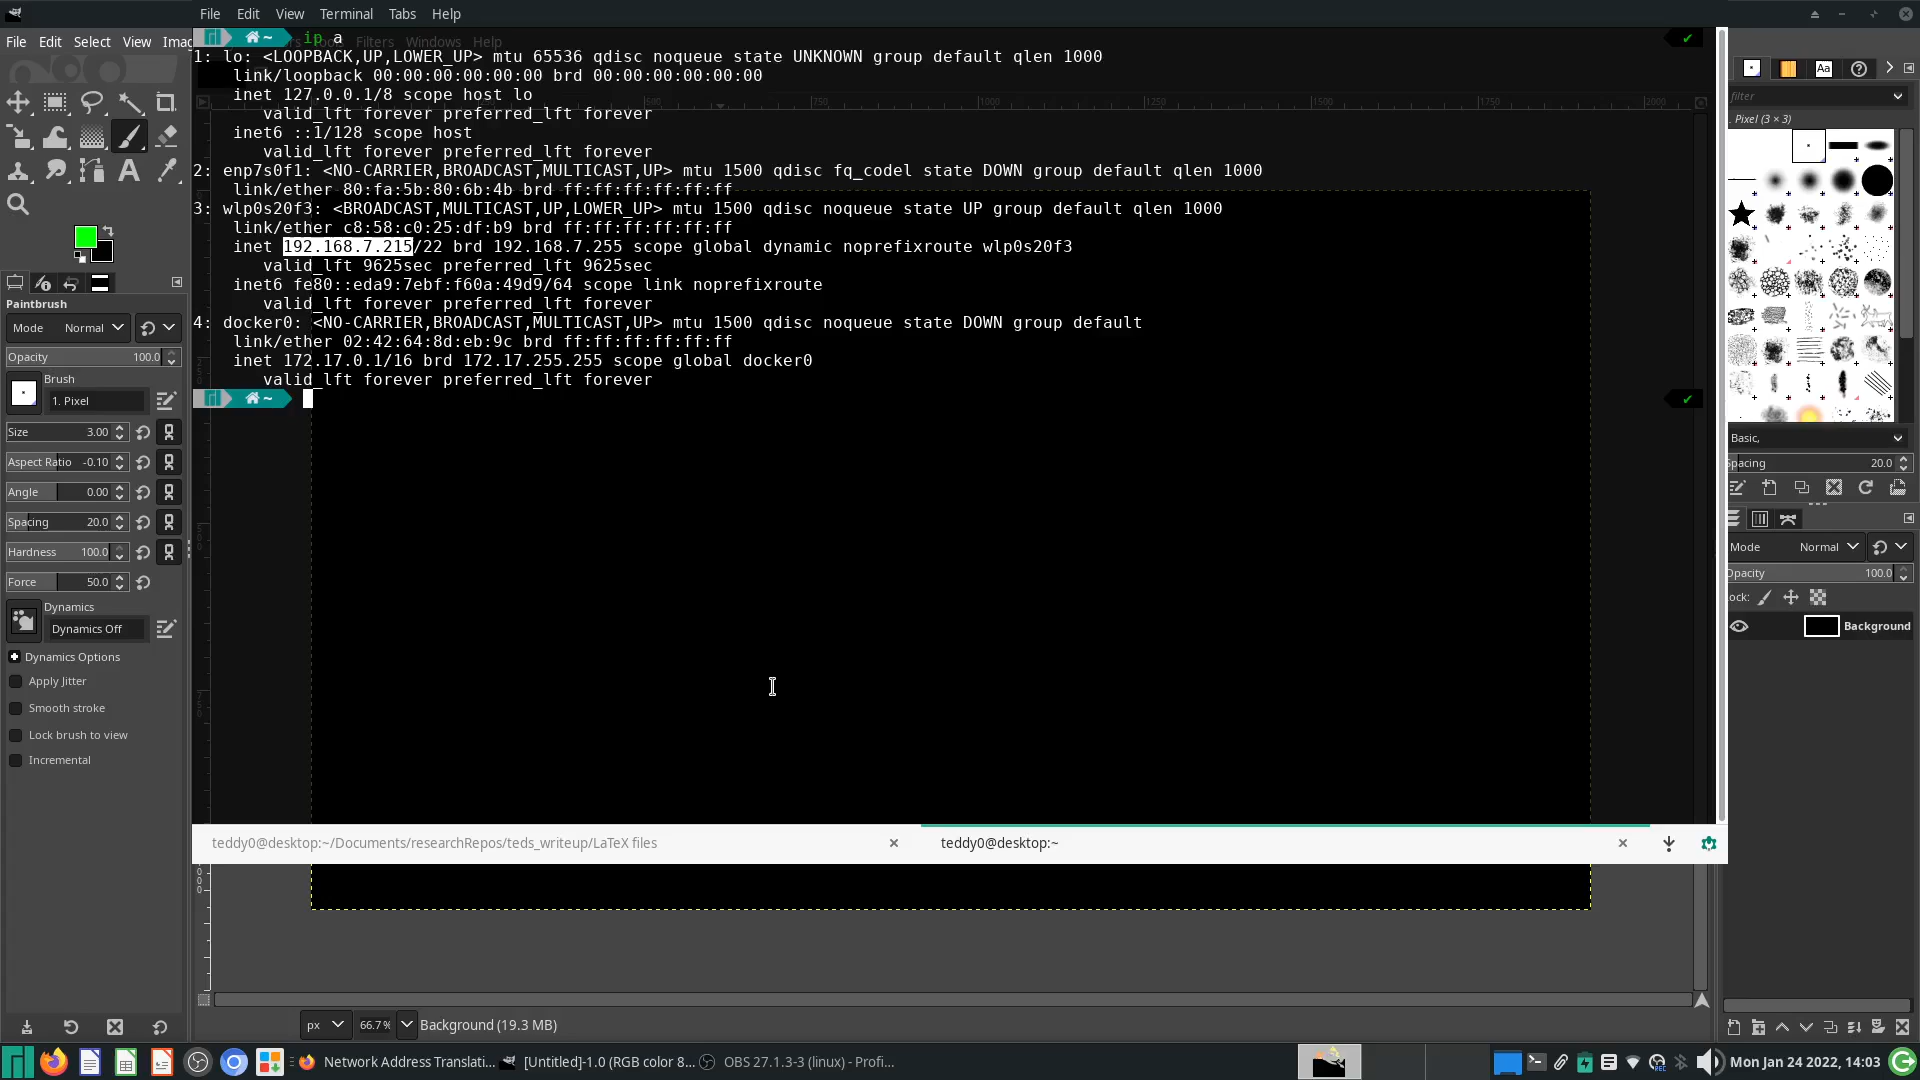 File Edit View Terminal Tabs Help
File Edit Select View Imag
Filters Windows Help
~ ip a
1: lo: <LOOPBACK,UP,LOWER_UP> mtu 65536 qdisc noqueue state UNKNOWN group default qlen 1000
link/loopback 00:00:00:00:00:00 brd 00:00:00:00:00:00
inet 127.0.0.1/8 scope host lo
valid_lft forever preferred_lft forever
inet6 ::1/128 scope host
valid_lft forever preferred_lft forever
2: enp7s0f1: <NO-CARRIER,BROADCAST,MULTICAST,UP> mtu 1500 qdisc fq_codel state DOWN group default qlen 1000
link/ether 80:fa:5b:80:6b:4b brd ff:ff:ff:ff:ff:ff
3: wlp0s20f3: <BROADCAST,MULTICAST,UP,LOWER_UP> mtu 1500 qdisc noqueue state UP group default qlen 1000
link/ether c8:58:c0:25:df:b9 brd ff:ff:ff:ff:ff:ff
inet 192.168.7.215/22 brd 192.168.7.255 scope global dynamic noprefixroute wlp0s20f3
valid_lft 9625sec preferred_lft 9625sec
inet6 fe80::eda9:7ebf:f60a:49d9/64 scope link noprefixroute
valid_lft forever preferred_lft forever
4: docker0: <NO-CARRIER,BROADCAST,MULTICAST,UP> mtu 1500 qdisc noqueue state DOWN group default
link/ether 02:42:64:8d:eb:9c brd ff:ff:ff:ff:ff:ff
inet 172.17.0.1/16 brd 172.17.255.255 scope global docker0
valid_lft forever preferred_lft forever
~
500 750 1000 1250 1500 1750 2000
Paintbrush
Mode Normal
Opacity 100.0
Brush
1. Pixel
Size 3.00
Aspect Ratio -0.10
Angle 0.00
Spacing 20.0
Hardness 100.0
Force 50.0
Dynamics
Dynamics Off
Dynamics Options
Apply Jitter
Smooth stroke
Lock brush to view
Incremental
Aa
filter
. Pixel (3 × 3)
Basic,
Spacing 20.0
Mode Normal
Opacity 100.0
ock:
Background
teddy0@desktop:~/Documents/researchRepos/teds_writeup/LaTeX files
teddy0@desktop:~
px 66.7% Background (19.3 MB)
Network Address Translati... [Untitled]-1.0 (RGB color 8... OBS 27.1.3-3 (linux) - Profi...
Mon Jan 24 2022, 14:03